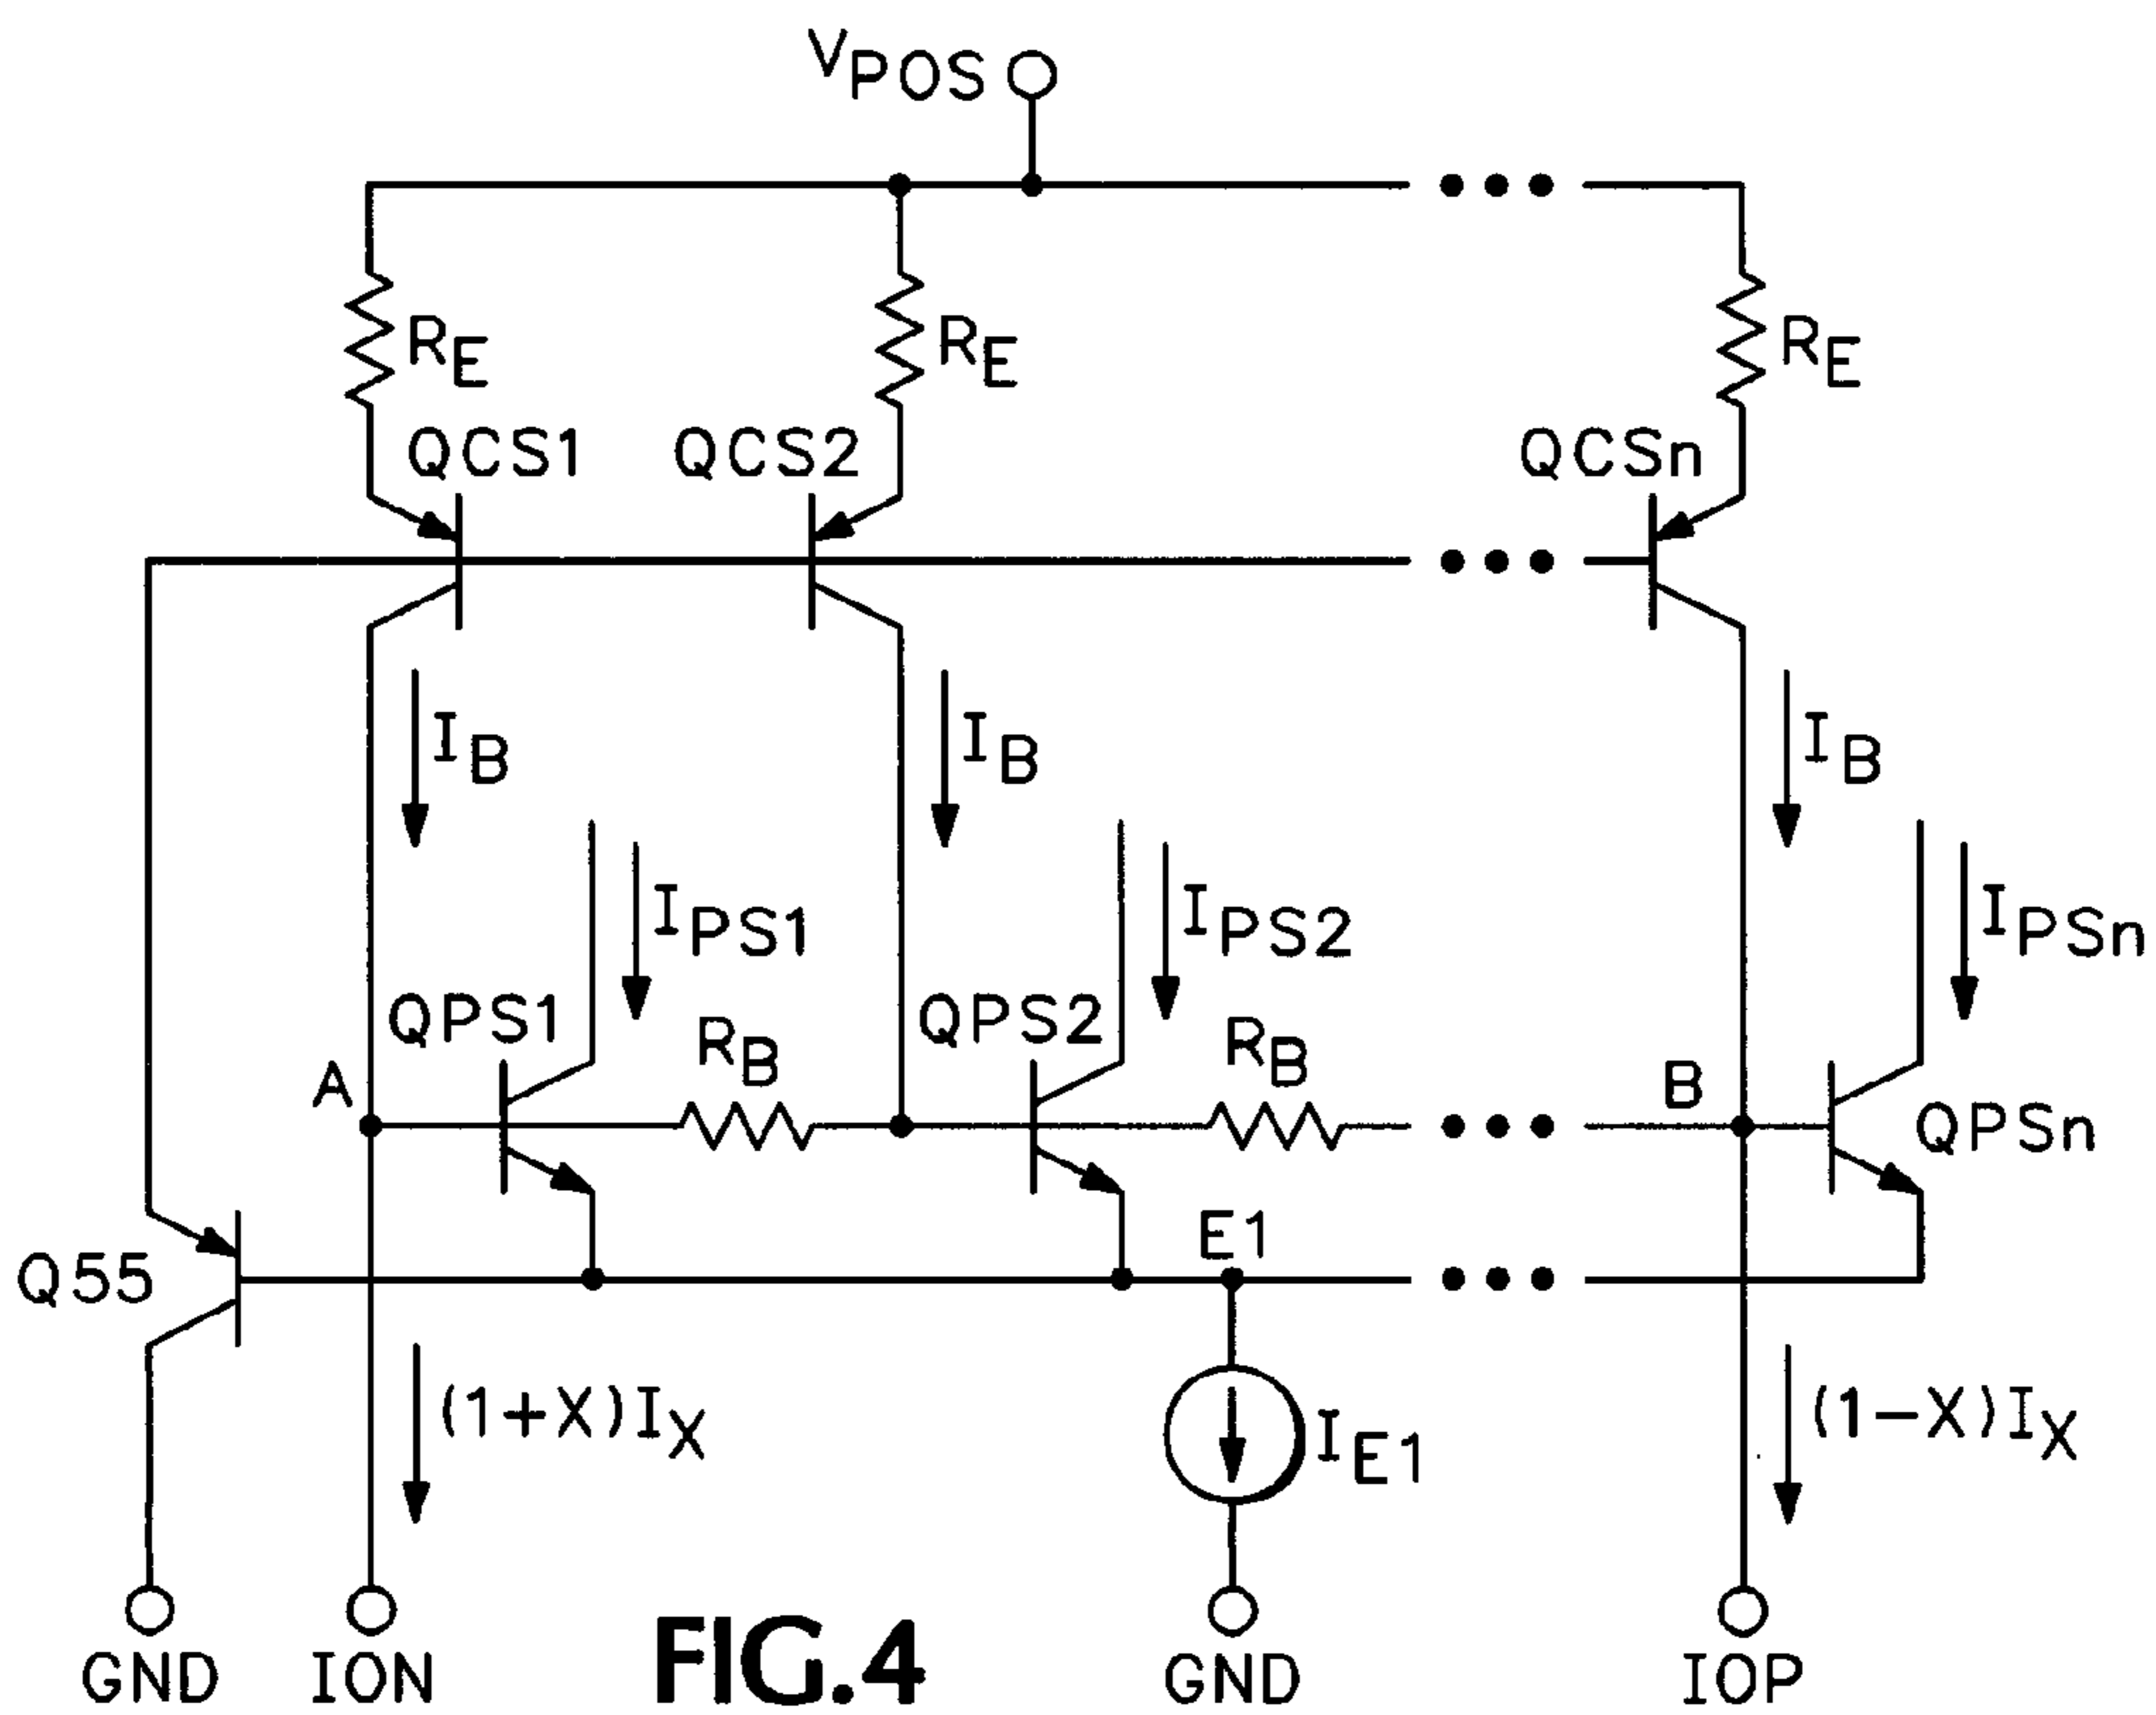 VPOS
RE RE RE
QCS1 QCS2 QCSn
IB IB IB
IPS1 IPS2 IPSn
QPS1 RB QPS2 RB
A B
QPSn
E1
Q55
(1+X)IX IE1 (1−X)IX
GND ION GND IOP
FIG.4